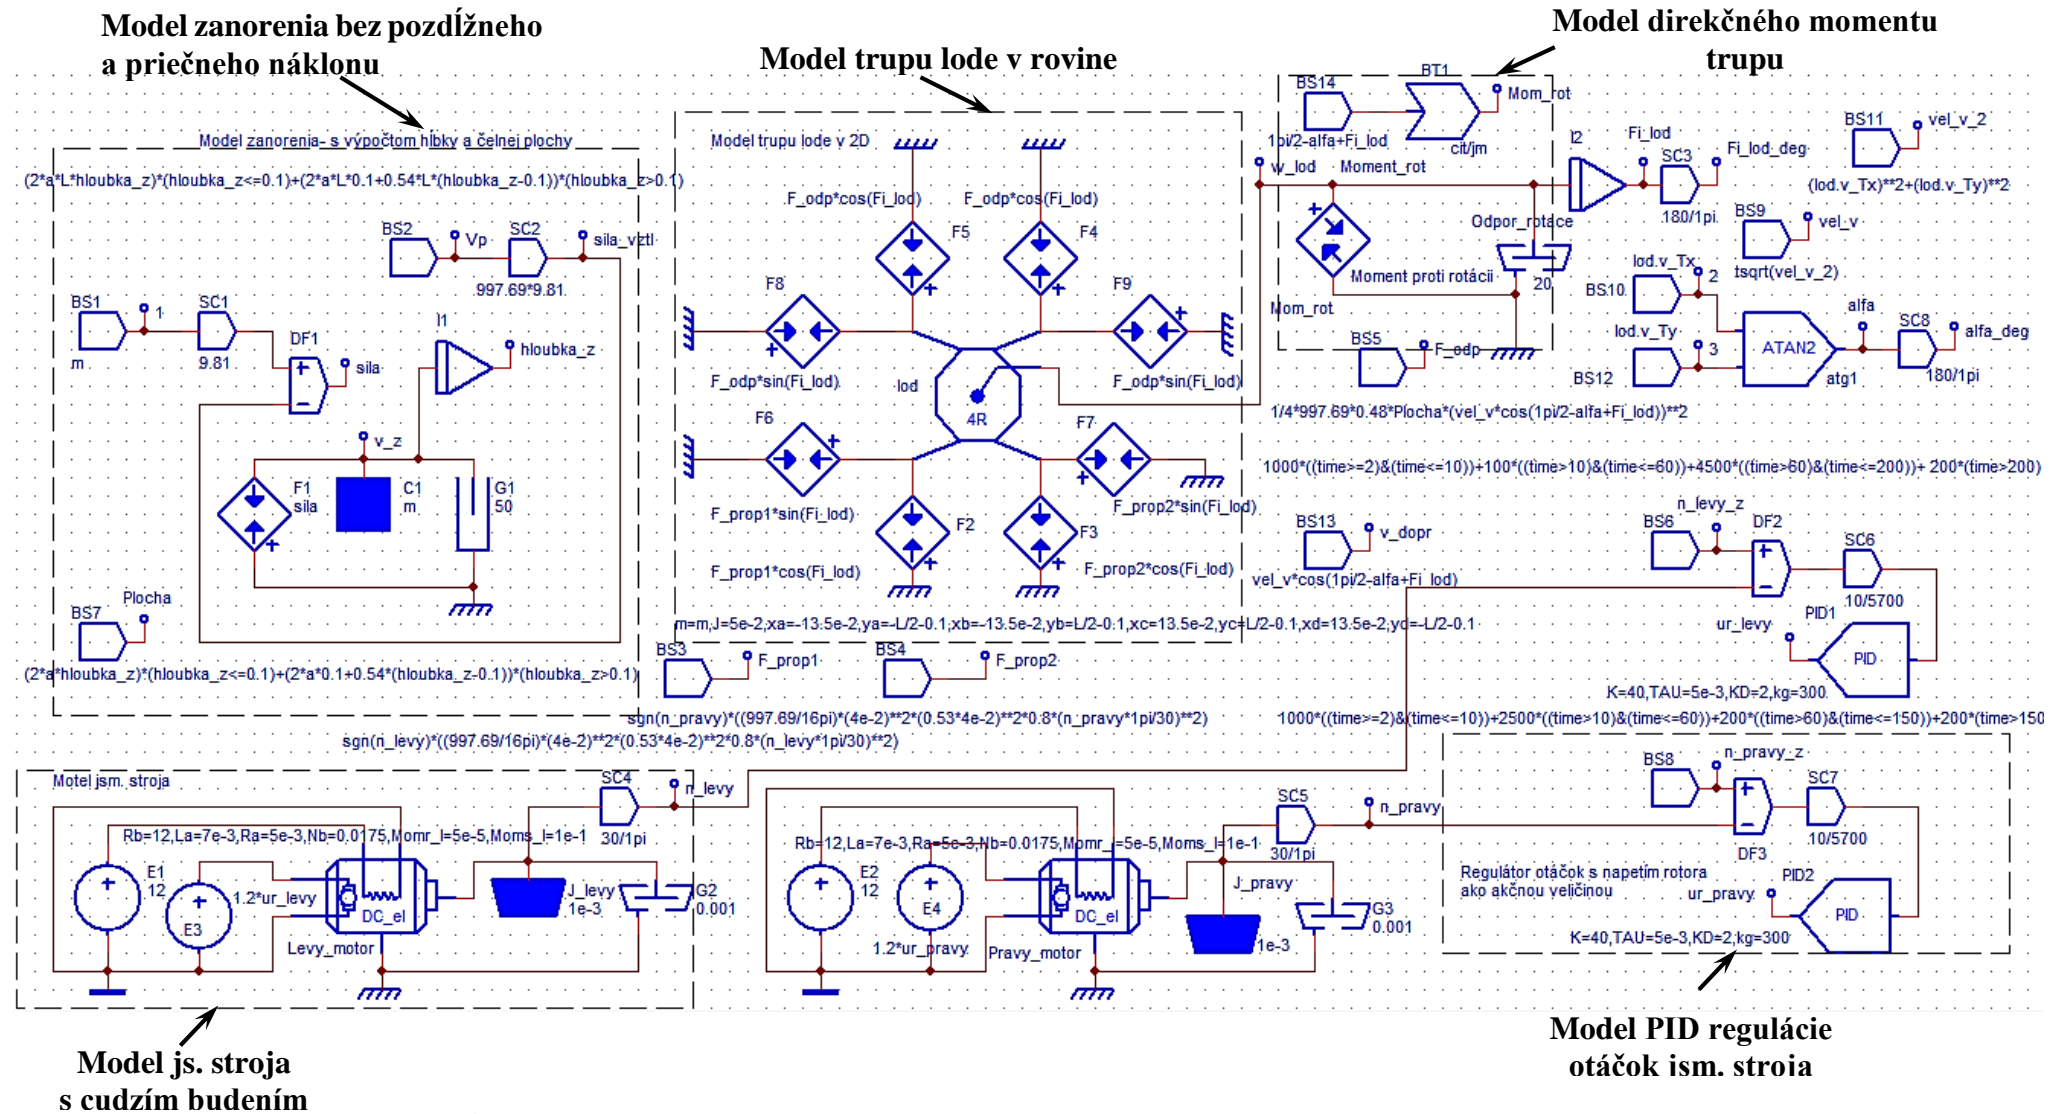 Model zanorenia bez pozdĺžneho
a priečneho náklonu
Model trupu lode v rovine
Model direkčného momentu
trupu
Model zanorenia- s výpočtom hĺbky a čelnej plochy
(2*a*L*hloubka_z)*(hloubka_z<=0.1)+(2*a*L*0.1+0.54*L*(hloubka_z-0.1))*(hloubka_z>0.1)
BS2
Vp
SC2
sila_vztl
997.69*9.81
BS1
1
m
SC1
9.81
DF1
sila
I1
hloubka_z
v_z
F1
sila
C1
m
G1
50
BS7
Plocha
(2*a*hloubka_z)*(hloubka_z<=0.1)+(2*a*0.1+0.54*(hloubka_z-0.1))*(hloubka_z>0.1)
Model trupu lode v 2D
F_odp*cos(Fi_lod)
F_odp*cos(Fi_lod)
F5
F4
F8
F9
F_odp*sin(Fi_lod)
F_odp*sin(Fi_lod)
lod
4R
F6
F7
F_prop1*sin(Fi_lod)
F_prop2*sin(Fi_lod)
F2
F3
F_prop1*cos(Fi_lod)
F_prop2*cos(Fi_lod)
m=m,J=5e-2,xa=-13.5e-2,ya=-L/2-0.1,xb=-13.5e-2,yb=L/2-0.1,xc=13.5e-2,yc=L/2-0.1,xd=13.5e-2,yd=-L/2-0.1
BS3
F_prop1
BS4
F_prop2
sgn(n_pravy)*((997.69/16pi)*(4e-2)**2*(0.53*4e-2)**2*0.8*(n_pravy*1pi/30)**2)
sgn(n_levy)*((997.69/16pi)*(4e-2)**2*(0.53*4e-2)**2*0.8*(n_levy*1pi/30)**2)
BS14
BT1
Mom_rot
1pi/2-alfa+Fi_lod
cit/jm
w_lod
Moment_rot
Odpor_rotace
20
Moment proti rotácii
Mom_rot
I2
Fi_lod
SC3
Fi_lod_deg
180/1pi
BS11
vel_v_2
(lod.v_Tx)**2+(lod.v_Ty)**2
BS9
vel_v
tsqrt(vel_v_2)
lod.v_Tx
2
BS10
lod.v_Ty
3
BS12
ATAN2
atg1
alfa
SC8
alfa_deg
180/1pi
BS5
F_odp
1/4*997.69*0.48*Plocha*(vel_v*cos(1pi/2-alfa+Fi_lod))**2
1000*((time>=2)&(time<=10))+100*((time>10)&(time<=60))+4500*((time>60)&(time<=200))+ 200*(time>200)
BS13
v_dopr
vel_v*cos(1pi/2-alfa+Fi_lod)
n_levy_z
BS6
DF2
SC6
10/5700
PID1
ur_levy
PID
K=40,TAU=5e-3,KD=2,kg=300
1000*((time>=2)&(time<=10))+2500*((time>10)&(time<=60))+200*((time>60)&(time<=150))+200*(time>150
Motel jsm. stroja
SC4
n_levy
30/1pi
Rb=12,La=7e-3,Ra=5e-3,Nb=0.0175,Momr_l=5e-5,Moms_l=1e-1
E1
12
1.2*ur_levy
E3
DC_el
Levy_motor
J_levy
1e-3
G2
0.001
SC5
n_pravy
30/1pi
Rb=12,La=7e-3,Ra=5e-3,Nb=0.0175,Momr_l=5e-5,Moms_l=1e-1
E2
12
E4
1.2*ur_pravy
DC_el
Pravy_motor
J_pravy
1e-3
G3
0.001
n_pravy_z
BS8
DF3
SC7
10/5700
Regulátor otáčok s napetím rotora
ako akčnou veličinou
PID2
ur_pravy
PID
K=40,TAU=5e-3,KD=2,kg=300
Model js. stroja
s cudzím budením
Model PID regulácie
otáčok jsm. stroja